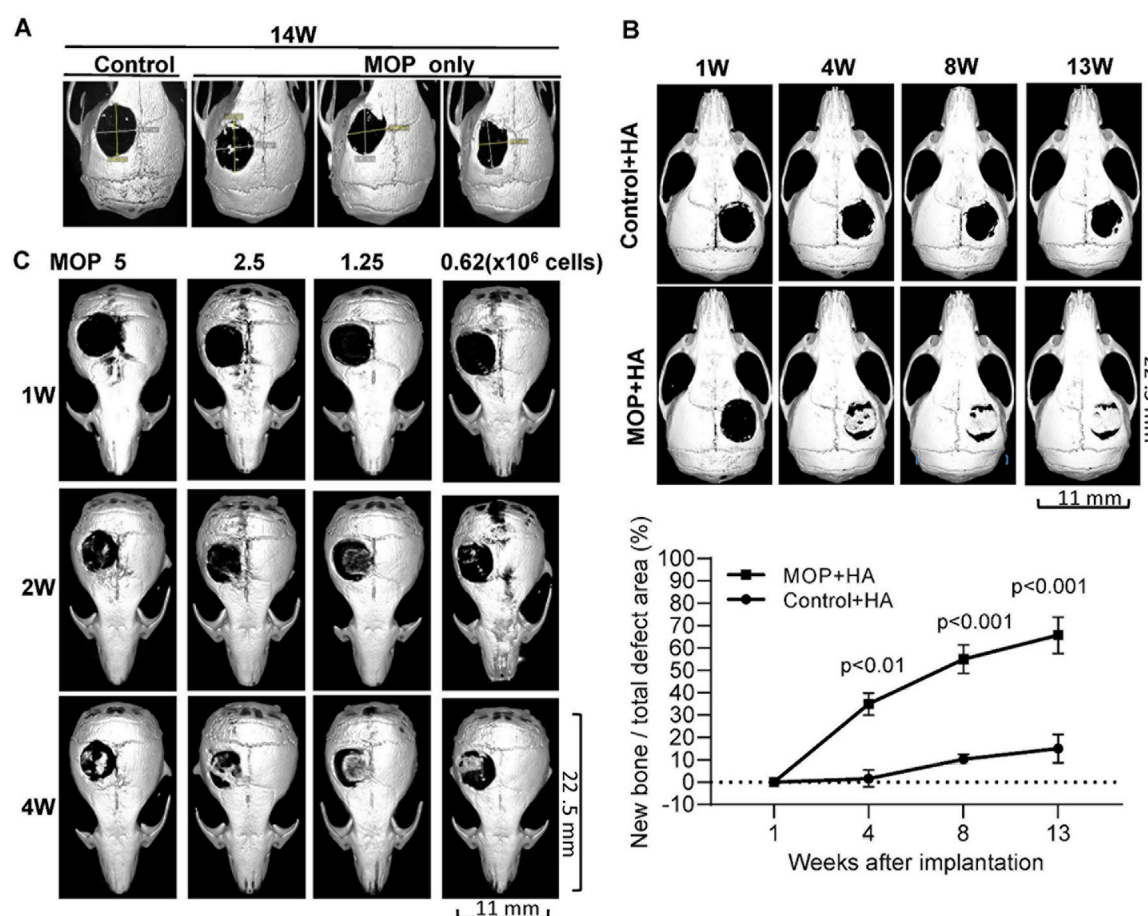 A
14W
Control
MOP only
B
1W 4W 8W 13W
Control+HA
MOP+HA
11 mm
C
MOP 5 2.5 1.25 0.62(x10⁶ cells)
1W
2W
4W
22 .5 mm
11 mm
New bone / total defect area (%)
100
90
80
70
60
50
40
30
20
10
0
-10
MOP+HA
Control+HA
p<0.01
p<0.001
p<0.001
1 4 8 13
Weeks after implantation